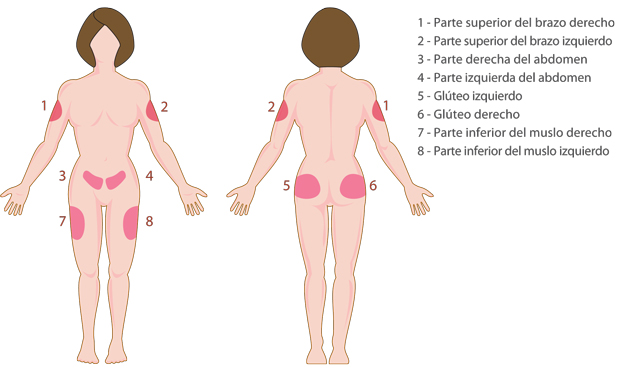 1 2
3 4
7 8
2 1
5 6
1 - Parte superior del brazo derecho
2 - Parte superior del brazo izquierdo
3 - Parte derecha del abdomen
4 - Parte izquierda del abdomen
5 - Glúteo izquierdo
6 - Glúteo derecho
7 - Parte inferior del muslo derecho
8 - Parte inferior del muslo izquierdo